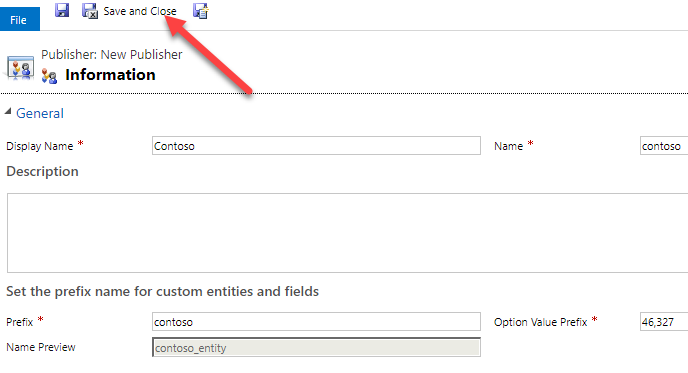 File Save and Close
Publisher: New Publisher
Information
General
Display Name * Contoso Name * contoso
Description
Set the prefix name for custom entities and fields
Prefix * contoso Option Value Prefix * 46,327
Name Preview contoso_entity